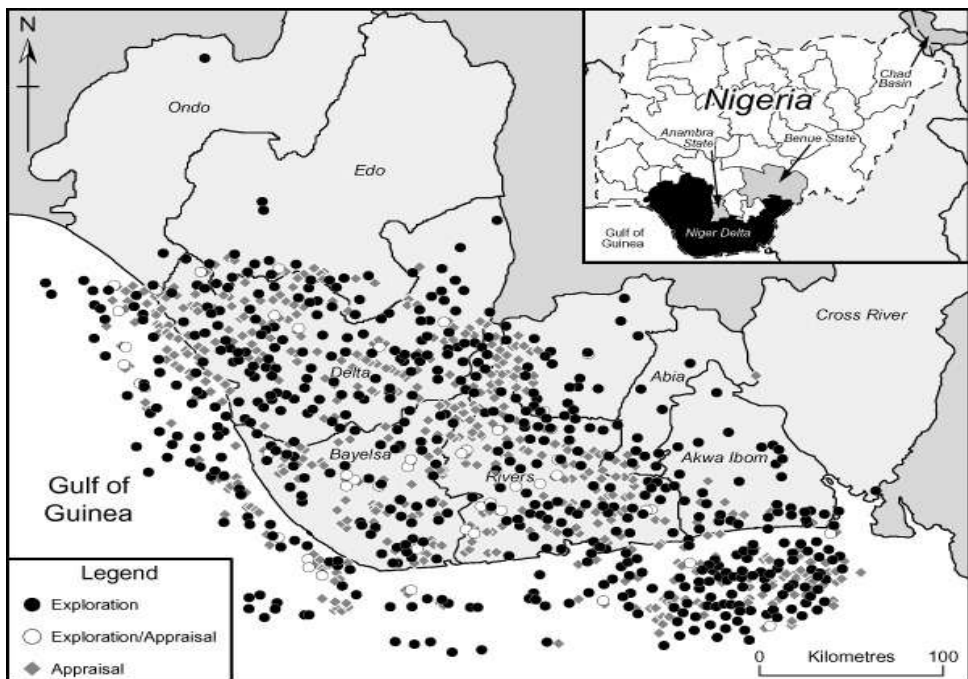 N
Ondo
Edo
Delta
Bayelsa
Rivers
Abia
Akwa Ibom
Cross River
Gulf of
Guinea
Nigeria
Chad
Basin
Anambra
State
Benue State
Niger Delta
Gulf of
Guinea
Legend
Exploration
Exploration/Appraisal
Appraisal
0 Kilometres 100